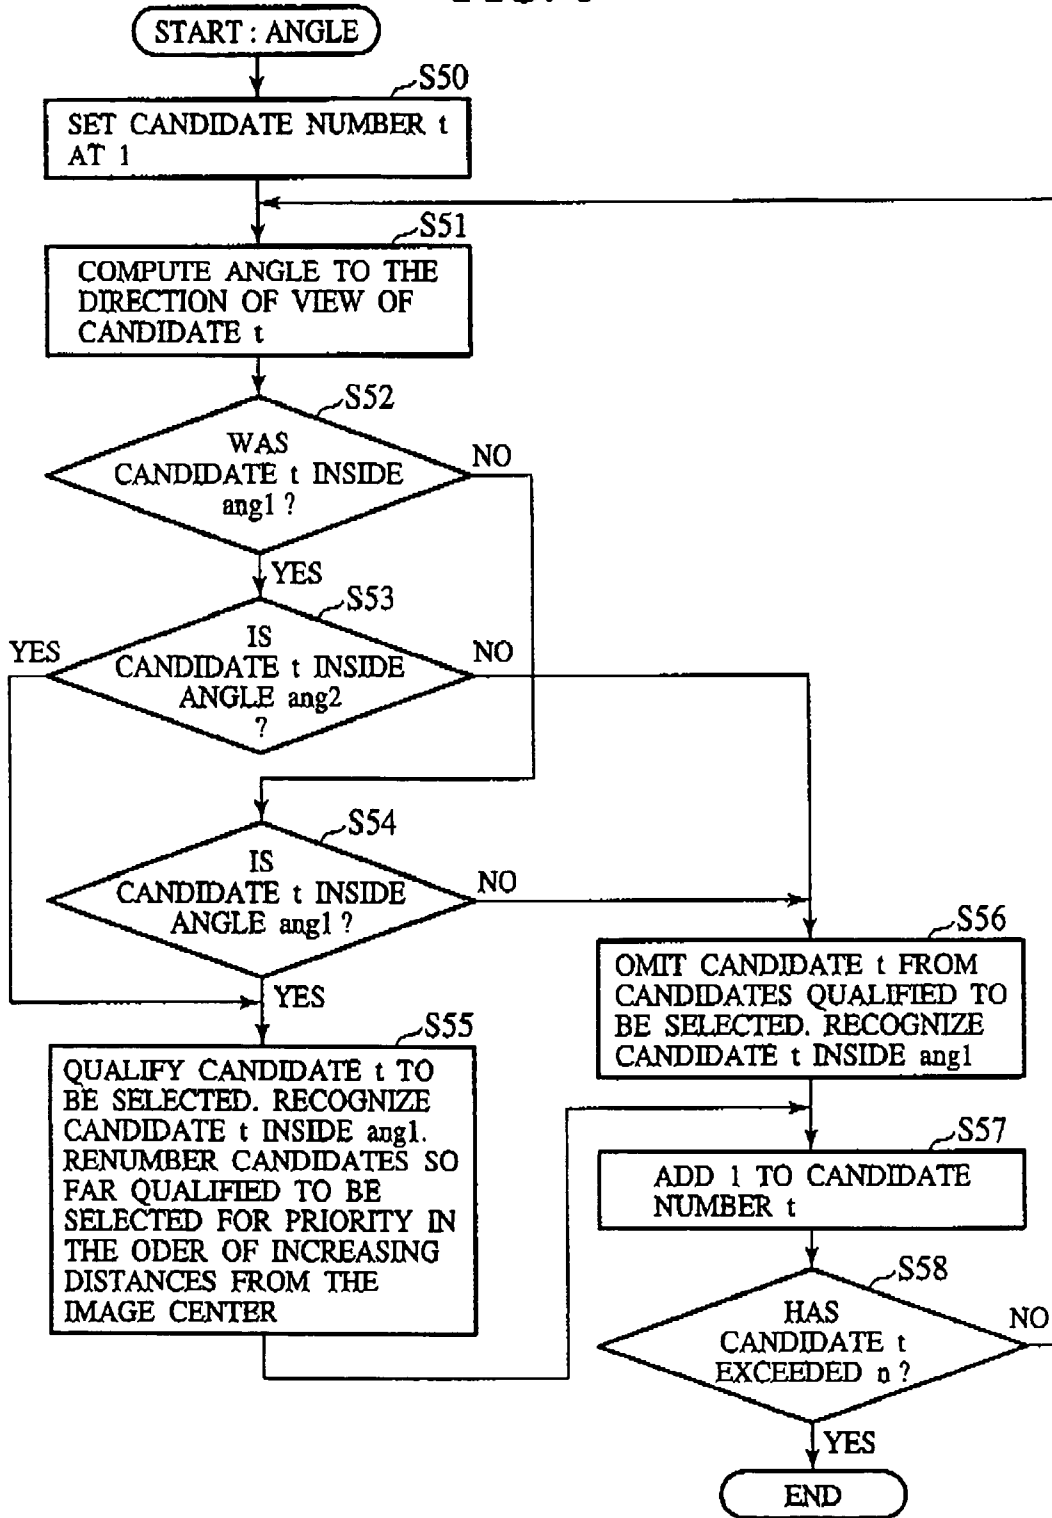 START : ANGLE
S50
SET CANDIDATE NUMBER t
AT 1
S51
COMPUTE ANGLE TO THE
DIRECTION OF VIEW OF
CANDIDATE t
S52
WAS
CANDIDATE t INSIDE
ang1 ?
NO
YES
S53
IS
CANDIDATE t INSIDE
ANGLE ang2
?
YES
NO
S54
IS
CANDIDATE t INSIDE
ANGLE ang1 ?
NO
YES
S55
QUALIFY CANDIDATE t TO
BE SELECTED. RECOGNIZE
CANDIDATE t INSIDE ang1.
RENUMBER CANDIDATES SO
FAR QUALIFIED TO BE
SELECTED FOR PRIORITY IN
THE ODER OF INCREASING
DISTANCES FROM THE
IMAGE CENTER
S56
OMIT CANDIDATE t FROM
CANDIDATES QUALIFIED TO
BE SELECTED. RECOGNIZE
CANDIDATE t INSIDE ang1
S57
ADD 1 TO CANDIDATE
NUMBER t
S58
HAS
CANDIDATE t
EXCEEDED n ?
NO
YES
END